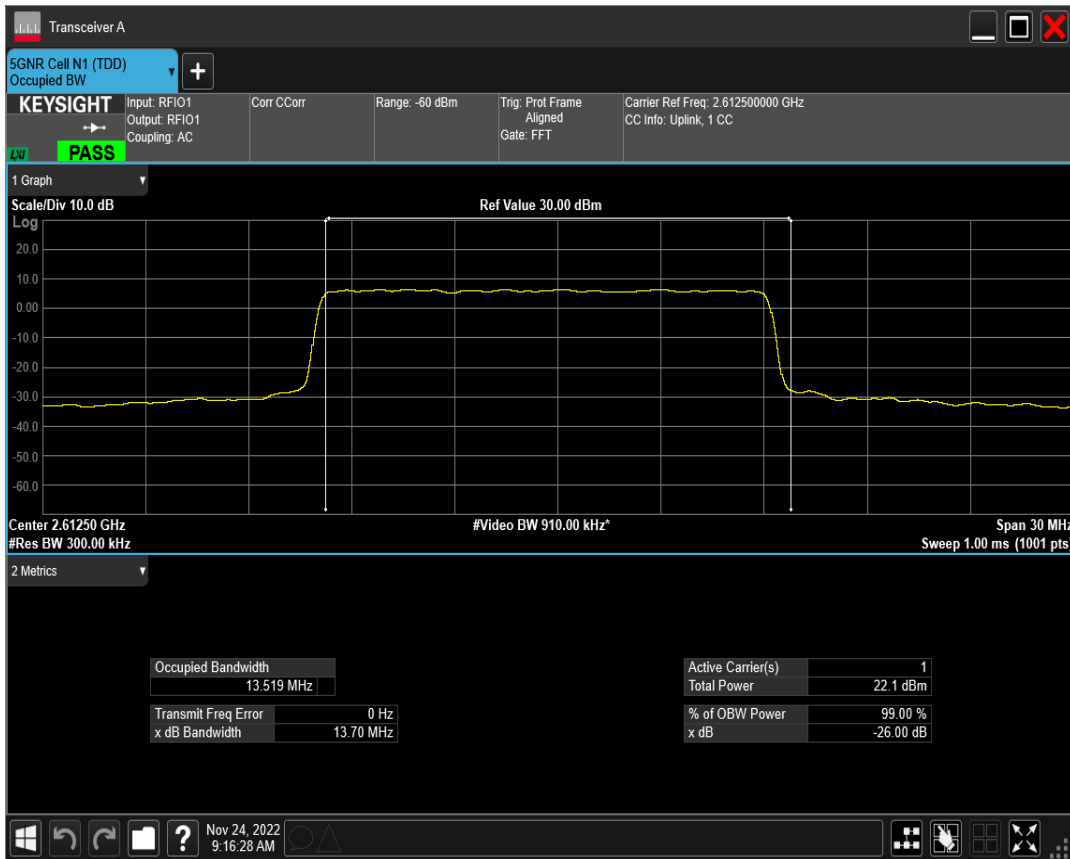 Transceiver A
5GNR Cell N1 (TDD)
Occupied BW
+
KEYSIGHT
LXI
PASS
Input: RFIO1
Output: RFIO1
Coupling: AC
Corr CCorr
Range: -60 dBm
Trig: Prot Frame
Aligned
Gate: FFT
Carrier Ref Freq: 2.612500000 GHz
CC Info: Uplink, 1 CC
1 Graph
Scale/Div 10.0 dB
Ref Value 30.00 dBm
Log
20.0
10.0
0.00
-10.0
-20.0
-30.0
-40.0
-50.0
-60.0
Center 2.61250 GHz
#Video BW 910.00 kHz*
Span 30 MHz
#Res BW 300.00 kHz
Sweep 1.00 ms (1001 pts)
2 Metrics
Occupied Bandwidth
13.519 MHz
Transmit Freq Error 0 Hz
x dB Bandwidth 13.70 MHz
Active Carrier(s) 1
Total Power 22.1 dBm
% of OBW Power 99.00 %
x dB -26.00 dB
?
Nov 24, 2022
9:16:28 AM